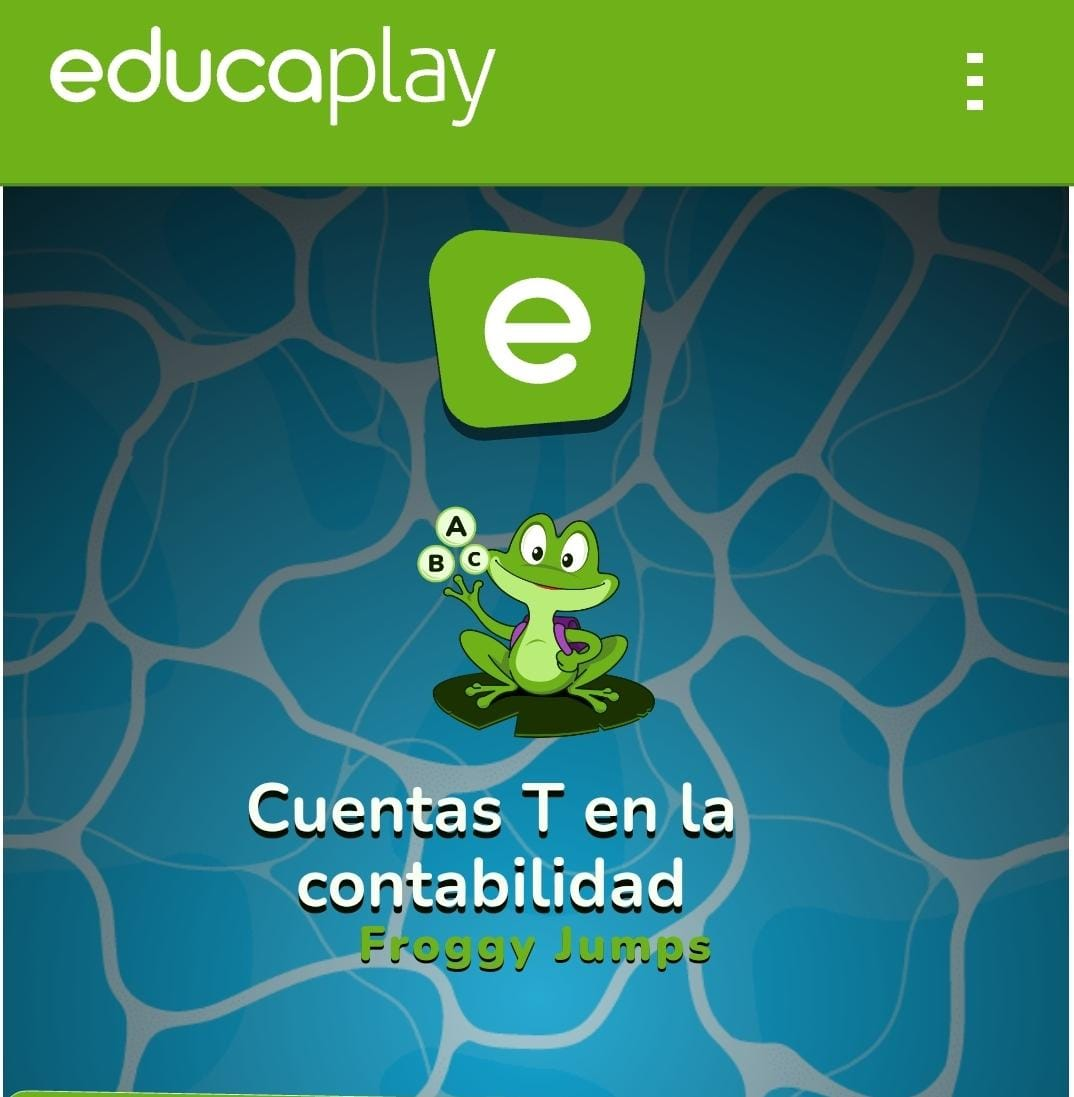 educaplay
e
A
B C
Cuentas T en la
contabilidad
Froggy Jumps